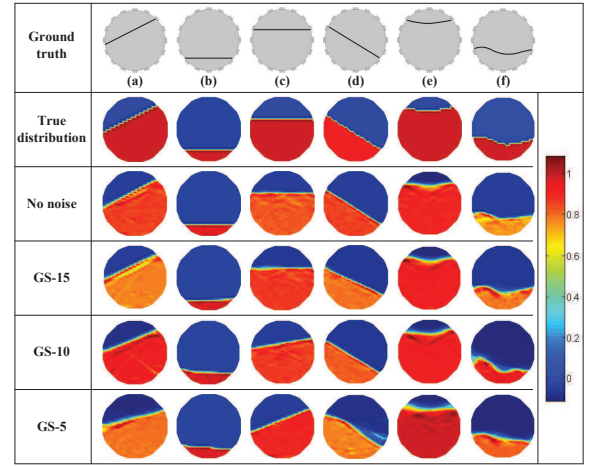 Ground
truth
(a) (b) (c) (d) (e) (f)
True
distribution
No noise
GS-15
GS-10
GS-5
1
0.8
0.6
0.4
0.2
0